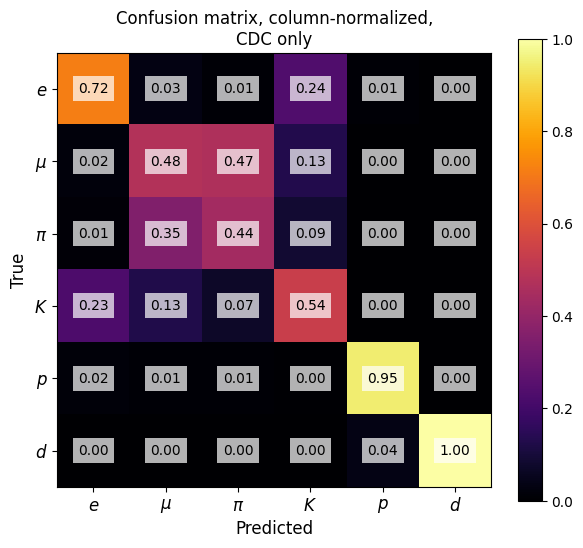 Confusion matrix, column-normalized,
CDC only
True
e 0.72 0.03 0.01 0.24 0.01 0.00
μ 0.02 0.48 0.47 0.13 0.00 0.00
π 0.01 0.35 0.44 0.09 0.00 0.00
K 0.23 0.13 0.07 0.54 0.00 0.00
p 0.02 0.01 0.01 0.00 0.95 0.00
d 0.00 0.00 0.00 0.00 0.04 1.00
e μ π K p d
Predicted
1.0
0.8
0.6
0.4
0.2
0.0